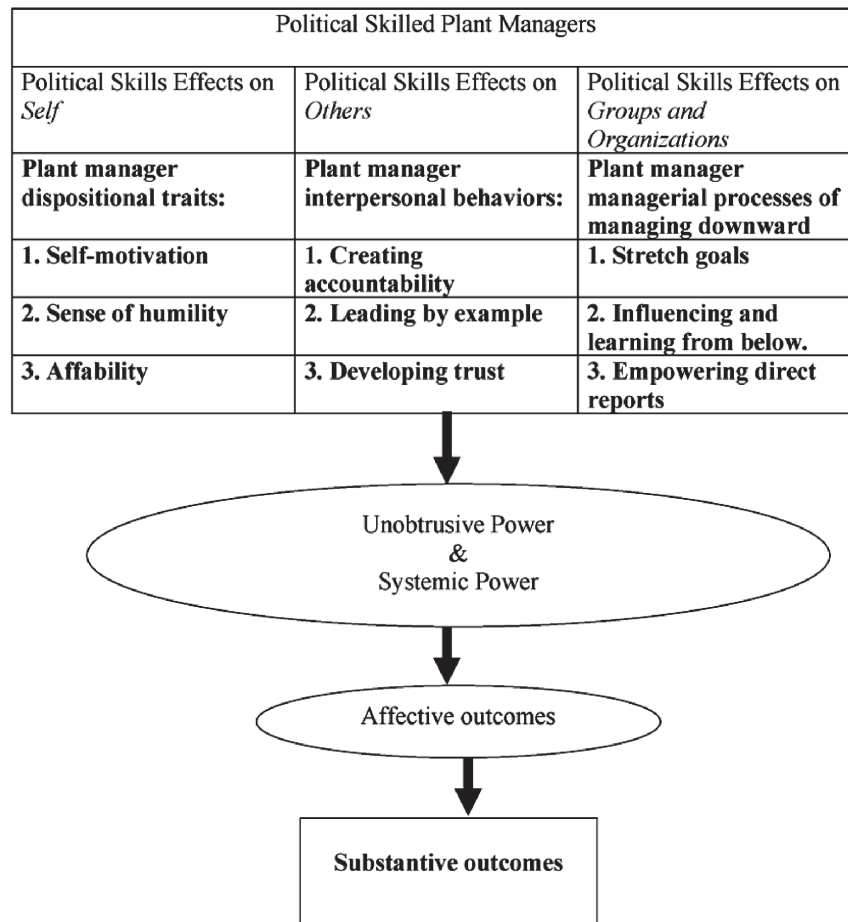 Political Skilled Plant Managers
Political Skills Effects on
Self
Political Skills Effects on
Others
Political Skills Effects on
Groups and
Organizations
Plant manager
dispositional traits:
Plant manager
interpersonal behaviors:
Plant manager
managerial processes of
managing downward
1. Self-motivation
1. Creating
accountability
1. Stretch goals
2. Sense of humility
2. Leading by example
2. Influencing and
learning from below.
3. Affability
3. Developing trust
3. Empowering direct
reports
Unobtrusive Power
&
Systemic Power
Affective outcomes
Substantive outcomes